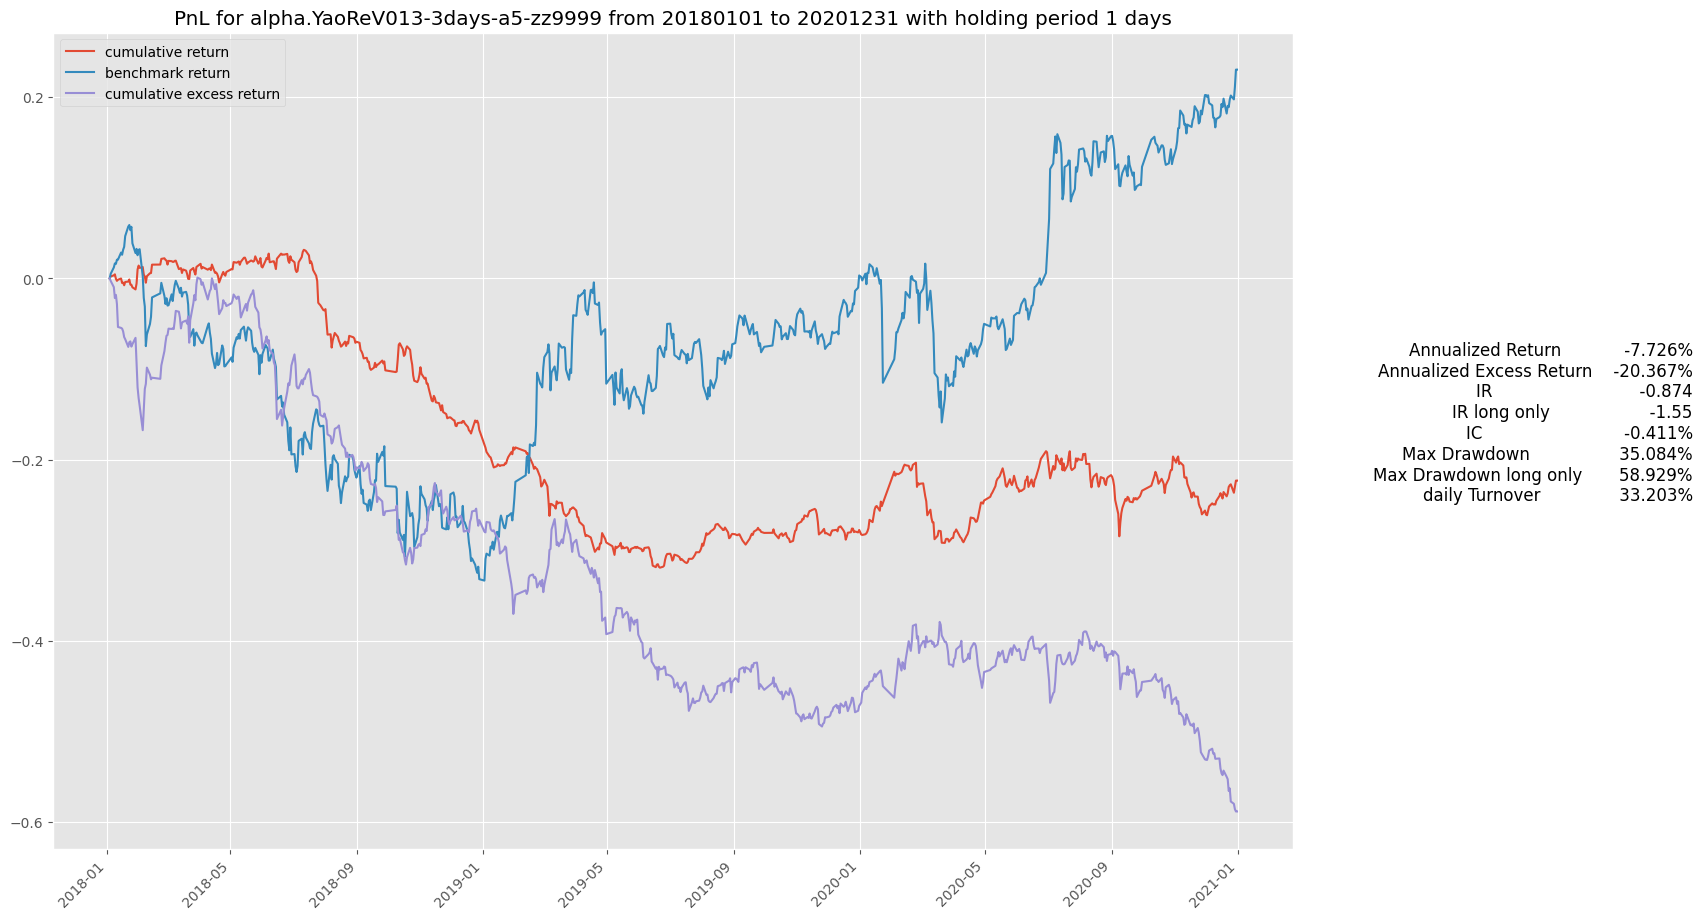 PnL for alpha.YaoReV013-3days-a5-zz9999 from 20180101 to 20201231 with holding period 1 days
cumulative return
benchmark return
cumulative excess return
0.2
0.0
−0.2
−0.4
−0.6
2018-01
2018-05
2018-09
2019-01
2019-05
2019-09
2020-01
2020-05
2020-09
2021-01
Annualized Return -7.726%
Annualized Excess Return -20.367%
IR -0.874
IR long only -1.55
IC -0.411%
Max Drawdown 35.084%
Max Drawdown long only 58.929%
daily Turnover 33.203%